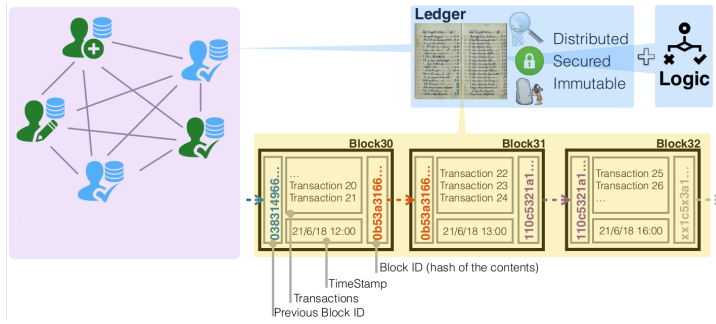 Ledger
Distributed
Secured
Immutable
Logic
Block30
Block31
Block32
038314966...
...
Transaction 20
Transaction 21
21/6/18 12:00
0b53a3166...
0b53a3166...
Transaction 22
Transaction 23
Transaction 24
21/6/18 13:00
110c5321a1...
110c5321a1...
Transaction 25
Transaction 26
...
21/6/18 16:00
xx1c5x3a1...
Block ID (hash of the contents)
TimeStamp
Transactions
Previous Block ID